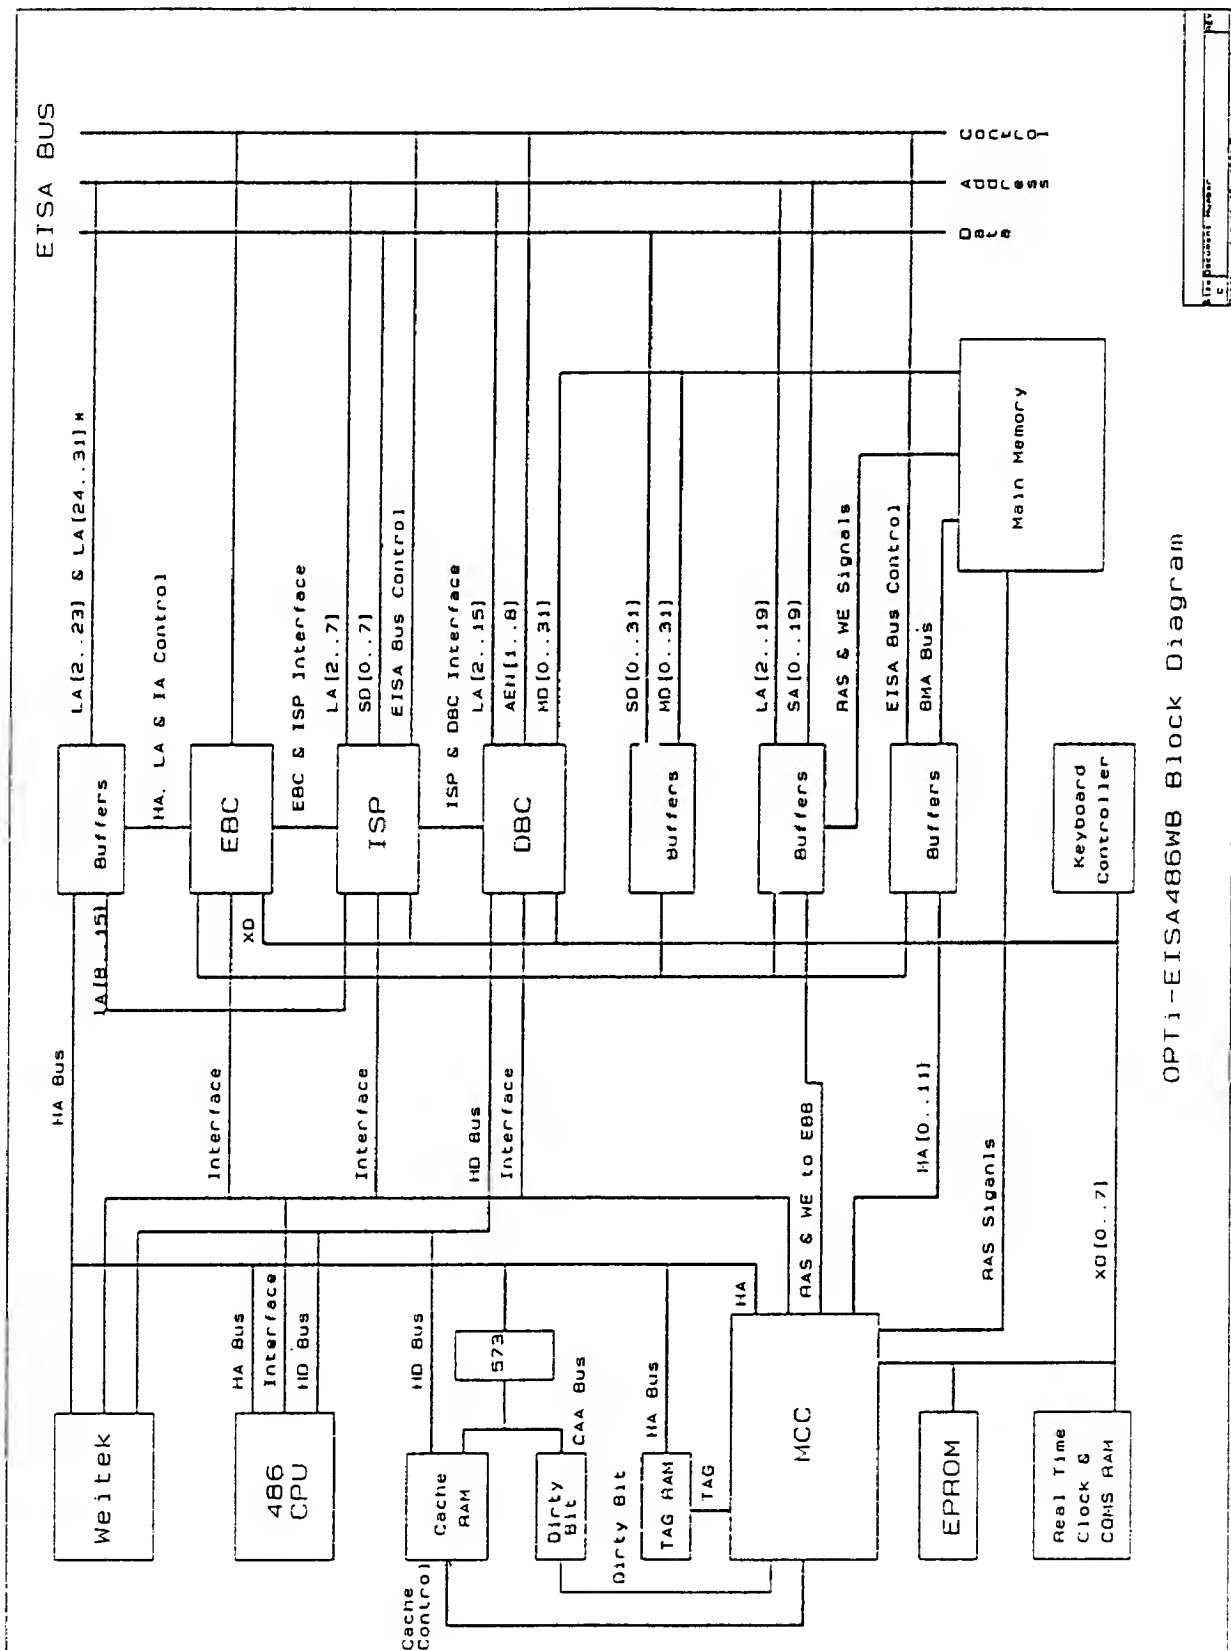 EISA BUS
Control
Address
Data
LA[2..23] & LA[24..31]*
HA, LA & IA Control
EBC & ISP Interface
LA[2..7]
SD[0..7]
EISA Bus Control
ISP & DBC Interface
LA[2..15]
AEN[1..8]
MD[0..31]
SD[0..31]
MD[0..31]
LA[2..19]
SA[0..19]
RAS & WE Signals
EISA Bus Control
BMA Bus
Main Memory
Buffers
EBC
ISP
DBC
Buffers
Buffers
Buffers
Keyboard
Controller
LA[8..15]
XD
HA Bus
Interface
Interface
HD Bus
Interface
RAS & WE to EBB
MA[0..11]
RAS Siganls
XD[0..7]
HA Bus
Interface
HD Bus
HD Bus
573
CAA Bus
HA Bus
HA
Weitek
486
CPU
Cache
RAM
Dirty
Bit
TAG RAM
TAG
MCC
EPROM
Real Time
Clock &
COMS RAM
Cache
Control
Dirty Bit
OPTi-EISA486WB Block Diagram
Size
Document Number
REV
C